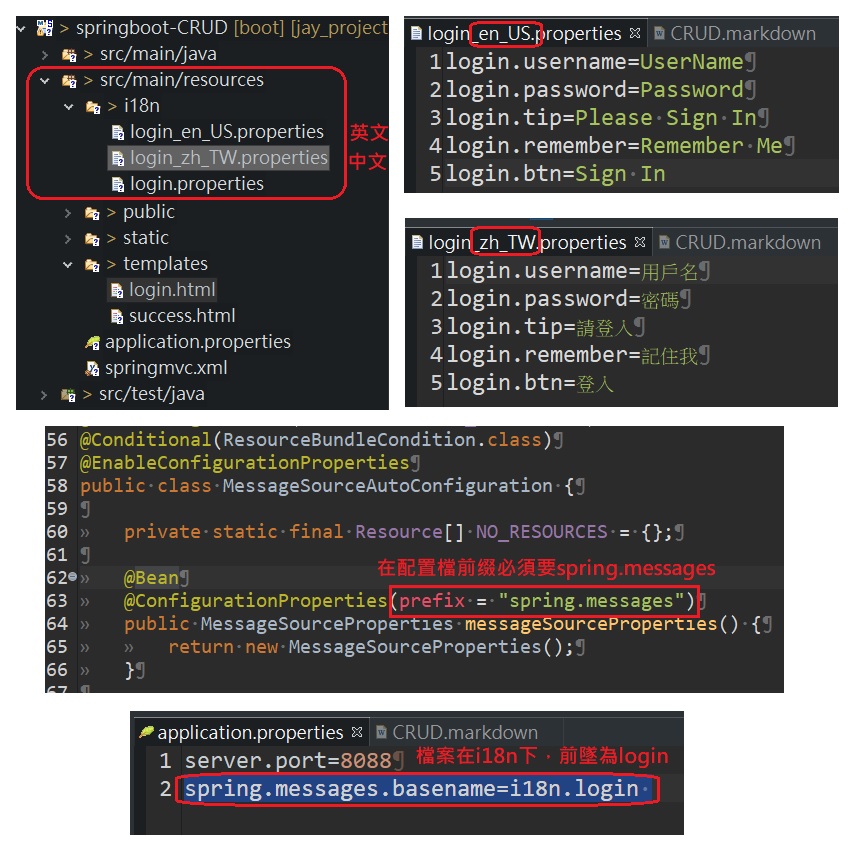 springboot-CRUD [boot] [jay_project
src/main/java
src/main/resources
i18n
login_en_US.properties 英文
login_zh_TW.properties 中文
login.properties
public
static
templates
login.html
success.html
application.properties
springmvc.xml
src/test/java
login_en_US.properties CRUD.markdown
1 login.username=UserName¶
2 login.password=Password¶
3 login.tip=Please·Sign·In¶
4 login.remember=Remember·Me¶
5 login.btn=Sign·In
login_zh_TW.properties CRUD.markdown
1 login.username=用戶名¶
2 login.password=密碼¶
3 login.tip=請登入¶
4 login.remember=記住我¶
5 login.btn=登入
56 @Conditional(ResourceBundleCondition.class)¶
57 @EnableConfigurationProperties¶
58 public·class·MessageSourceAutoConfiguration·{¶
59 ¶
60 » private·static·final·Resource[]·NO_RESOURCES·=·{};¶
61 ¶
62 » @Bean¶ 在配置檔前缀必須要spring.messages
63 » @ConfigurationProperties(prefix·=·"spring.messages")¶
64 » public·MessageSourceProperties·messageSourceProperties()·{¶
65 » » return·new·MessageSourceProperties();¶
66 » }¶
67 ¶
application.properties CRUD.markdown
1 server.port=8088¶ 檔案在i18n下，前墜為login
2 spring.messages.basename=i18n.login·